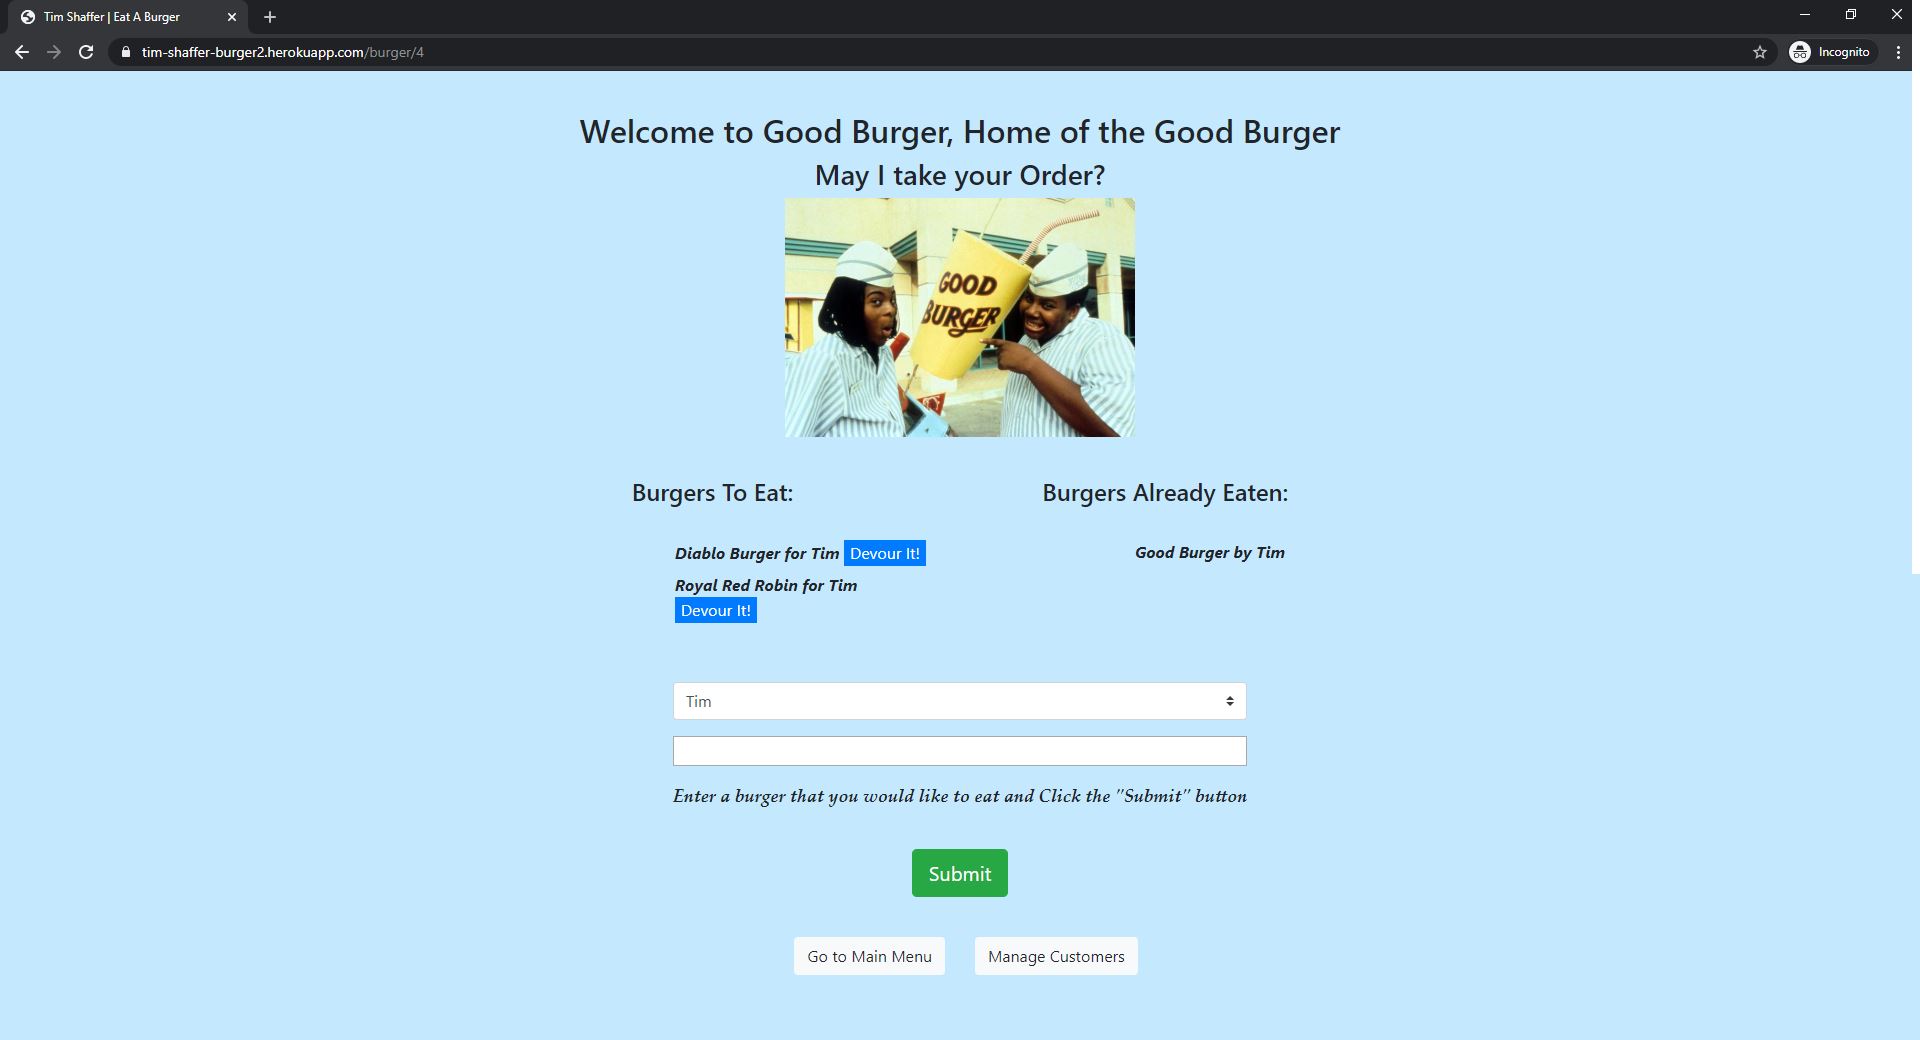 Tim Shaffer | Eat A Burger
tim-shaffer-burger2.herokuapp.com/burger/4
Incognito
Welcome to Good Burger, Home of the Good Burger
May I take your Order?
GOOD
BURGER
Burgers To Eat:
Burgers Already Eaten:
Diablo Burger for Tim Devour It!
Good Burger by Tim
Royal Red Robin for Tim
Devour It!
Tim
Enter a burger that you would like to eat and Click the "Submit" button
Submit
Go to Main Menu
Manage Customers